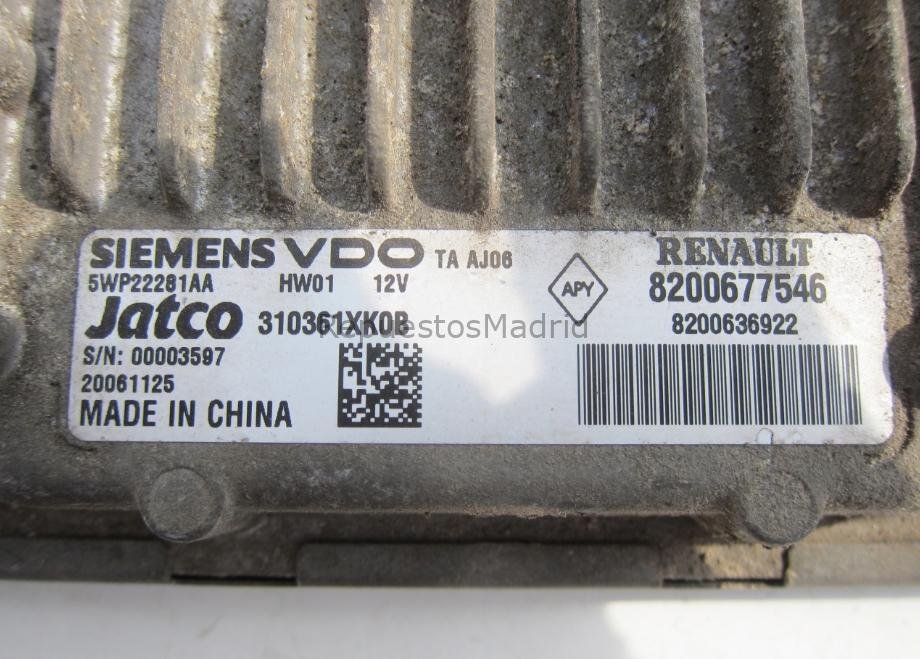 SIEMENS VDO TA AJ06
5WP22281AA HW01 12V
Jatco 310361XK0B
S/N: 00003597
20061125
MADE IN CHINA
APY
RENAULT
8200677546
8200636922
RepuestosMadrid